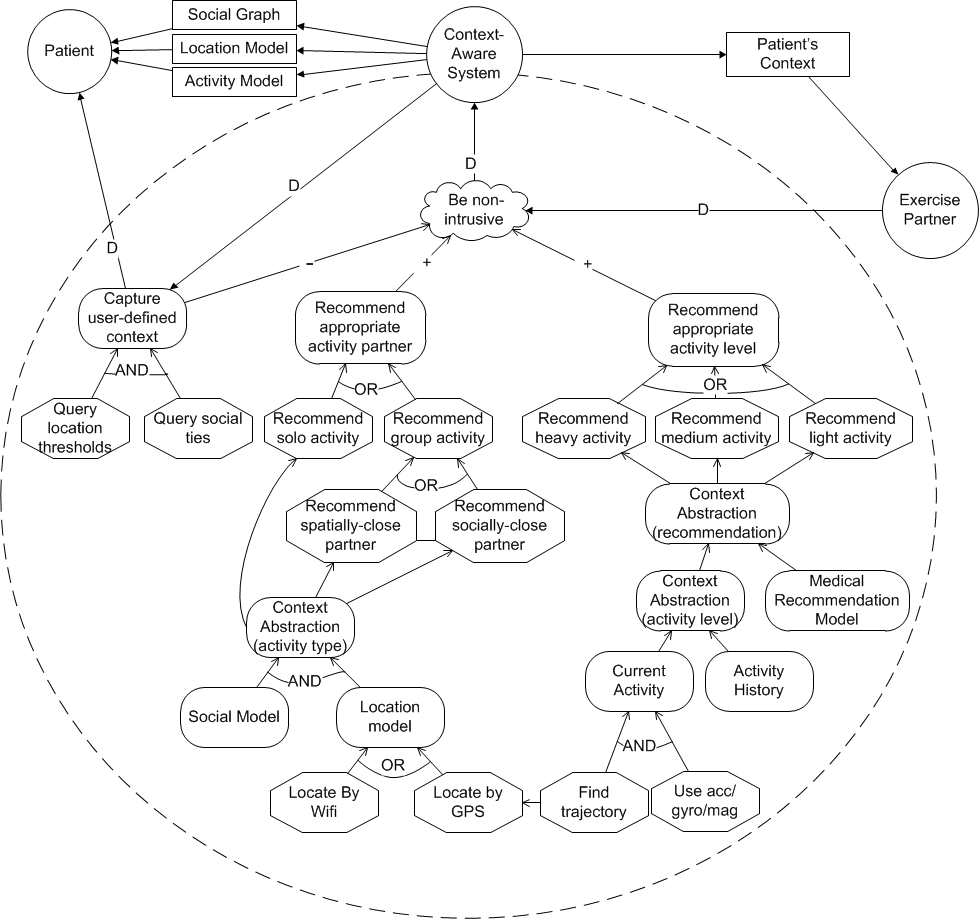 Patient
Social Graph
Location Model
Activity Model
Context-
Aware
System
Patient's
Context
Exercise
Partner
D
D
D
D
Be non-
intrusive
-
+
+
Capture
user-defined
context
AND
Query
location
thresholds
Query social
ties
Recommend
appropriate
activity partner
OR
Recommend
solo activity
Recommend
group activity
OR
Recommend
spatially-close
partner
Recommend
socially-close
partner
Context
Abstraction
(activity type)
AND
Social Model
Location
model
OR
Locate By
Wifi
Locate by
GPS
Recommend
appropriate
activity level
OR
Recommend
heavy activity
Recommend
medium activity
Recommend
light activity
Context
Abstraction
(recommendation)
Context
Abstraction
(activity level)
Medical
Recommendation
Model
Current
Activity
Activity
History
AND
Find
trajectory
Use acc/
gyro/mag